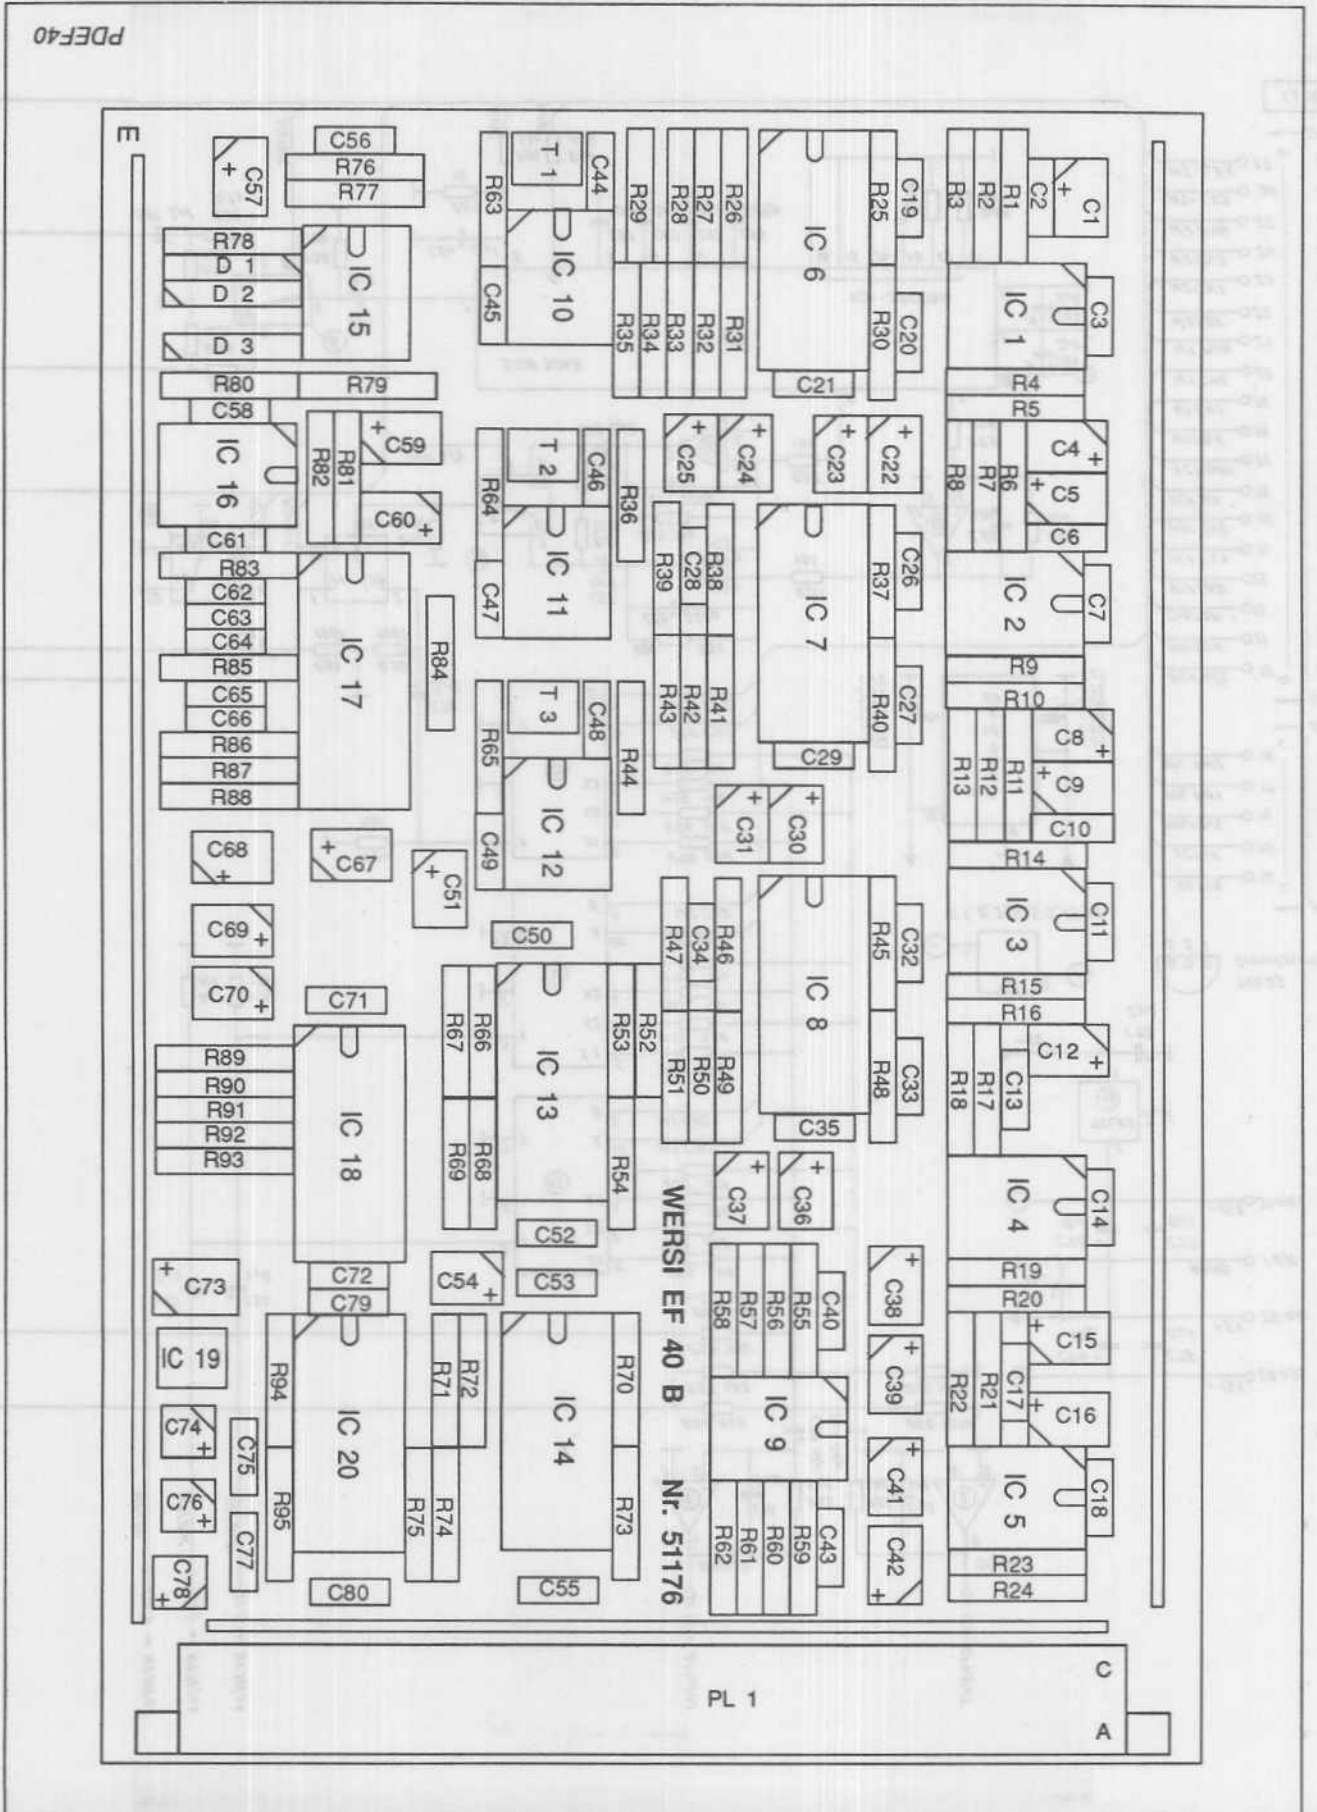 PDEF40
E
C56
R76
R77
C57
+
R78
D 1
D 2
D 3
IC 15
R80
R79
C58
IC 16
R82
R81
C59
+
C60
+
C61
R83
C62
C63
C64
R85
C65
C66
R86
R87
R88
IC 17
R84
C68
+
C67
+
C51
+
C69
+
C70
+
C71
R89
R90
R91
R92
R93
IC 18
C73
+
C72
C79
C54
+
IC 19
R94
IC 20
R71
R72
C74
+
C75
C76
+
C77
R95
R75
R74
C78
+
C80
R63
T 1
C44
IC 10
C45
R29
R28
R27
R26
R35
R34
R33
R32
R31
IC 6
R25
C19
R30
C20
C21
R64
T 2
C46
R36
IC 11
C47
C25
+
C24
+
C23
+
C22
+
R39
C28
R38
IC 7
R37
C26
R43
R42
R41
R40
C27
C29
R65
T 3
C48
R44
IC 12
C49
C31
+
C30
+
C50
R47
C34
R46
IC 8
R45
C32
R67
R66
IC 13
R53
R52
R51
R50
R49
R48
C33
R69
R68
R54
C35
C37
+
C36
+
C52
C53
WERSI EF 40 B Nr. 51176
R58
R57
R56
R55
C40
C38
+
C39
+
IC 14
R70
R73
IC 9
C41
+
R62
R61
R60
R59
C43
C42
+
C55
R3
R2
R1
C2
C1
+
IC 1
C3
R4
R5
R8
R7
R6
C4
+
C5
+
C6
IC 2
C7
R9
R10
R13
R12
R11
C8
+
C9
+
C10
R14
IC 3
C11
R15
R16
R18
R17
C13
C12
+
IC 4
C14
R19
R20
R22
R21
C17
C15
+
C16
+
IC 5
C18
R23
R24
PL 1
C
A